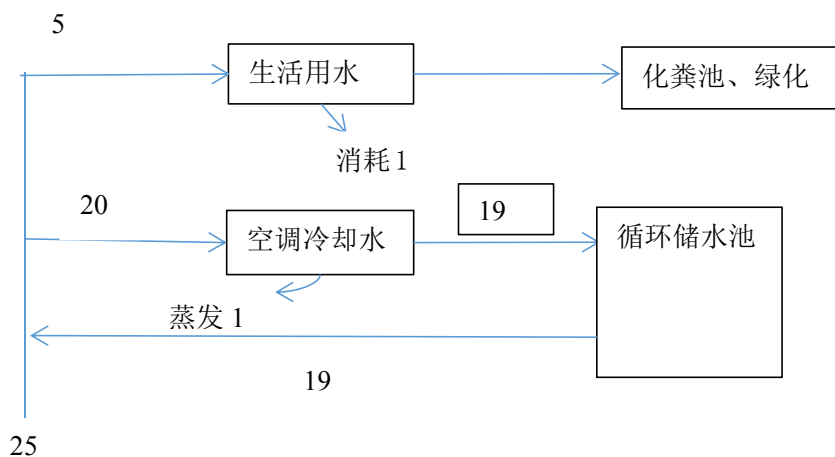 5
生活用水
化粪池、绿化
消耗 1
20
19
空调冷却水
循环储水池
蒸发 1
19
25